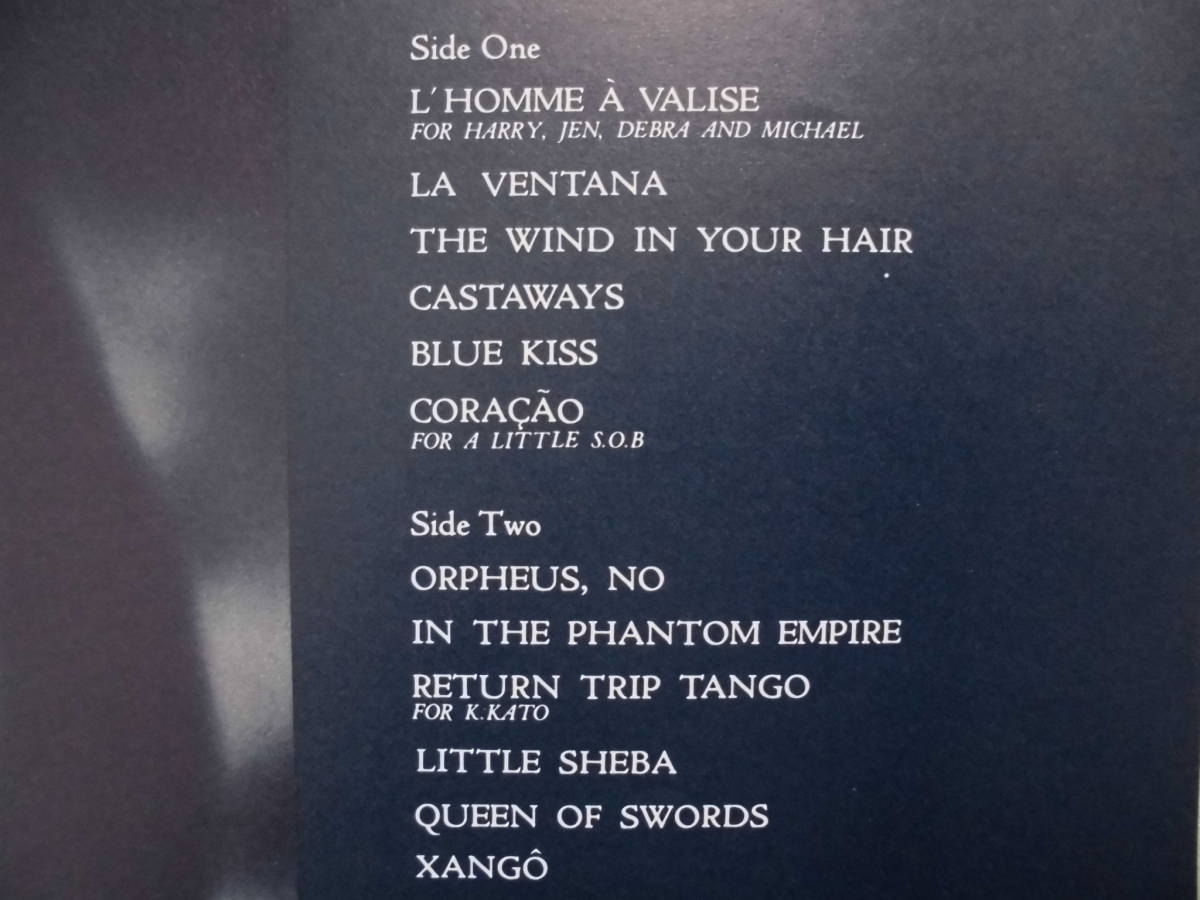 Side One
L'HOMME À VALISE
FOR HARRY, JEN, DEBRA AND MICHAEL
LA VENTANA
THE WIND IN YOUR HAIR
CASTAWAYS
BLUE KISS
CORAÇÃO
FOR A LITTLE S.O.B
Side Two
ORPHEUS, NO
IN THE PHANTOM EMPIRE
RETURN TRIP TANGO
FOR K.KATO
LITTLE SHEBA
QUEEN OF SWORDS
XANGÔ